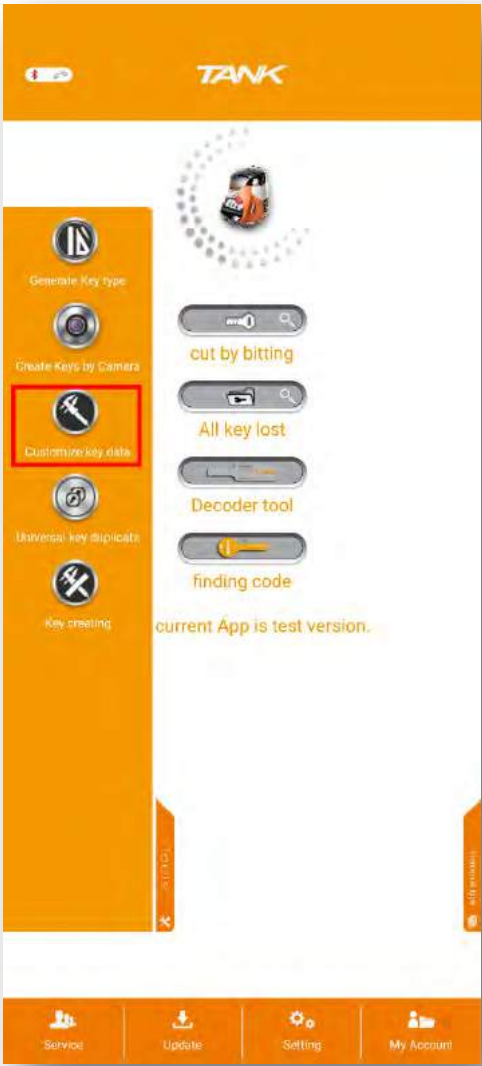 TANK
Generate Key type
Create Keys by Camera
Customize key data
Universal key duplicate
Key creating
cut by bitting
All key lost
Decoder tool
finding code
current App is test version.
Service
Update
Setting
My Account